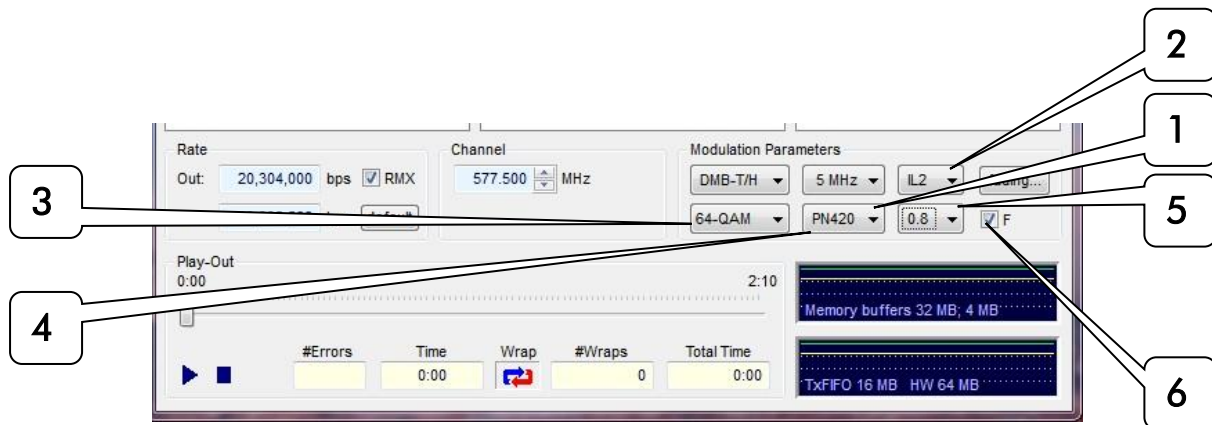 2
1
3
5
4
6
Rate
Out: 20,304,000 bps RMX
Channel
577.500 MHz
Modulation Parameters
DMB-T/H 5 MHz IL2
64-QAM PN420 0.8 F
Play-Out
0:00 2:10
#Errors Time Wrap #Wraps Total Time
0:00 0 0:00
Memory buffers 32 MB; 4 MB
TxFIFO 16 MB HW 64 MB